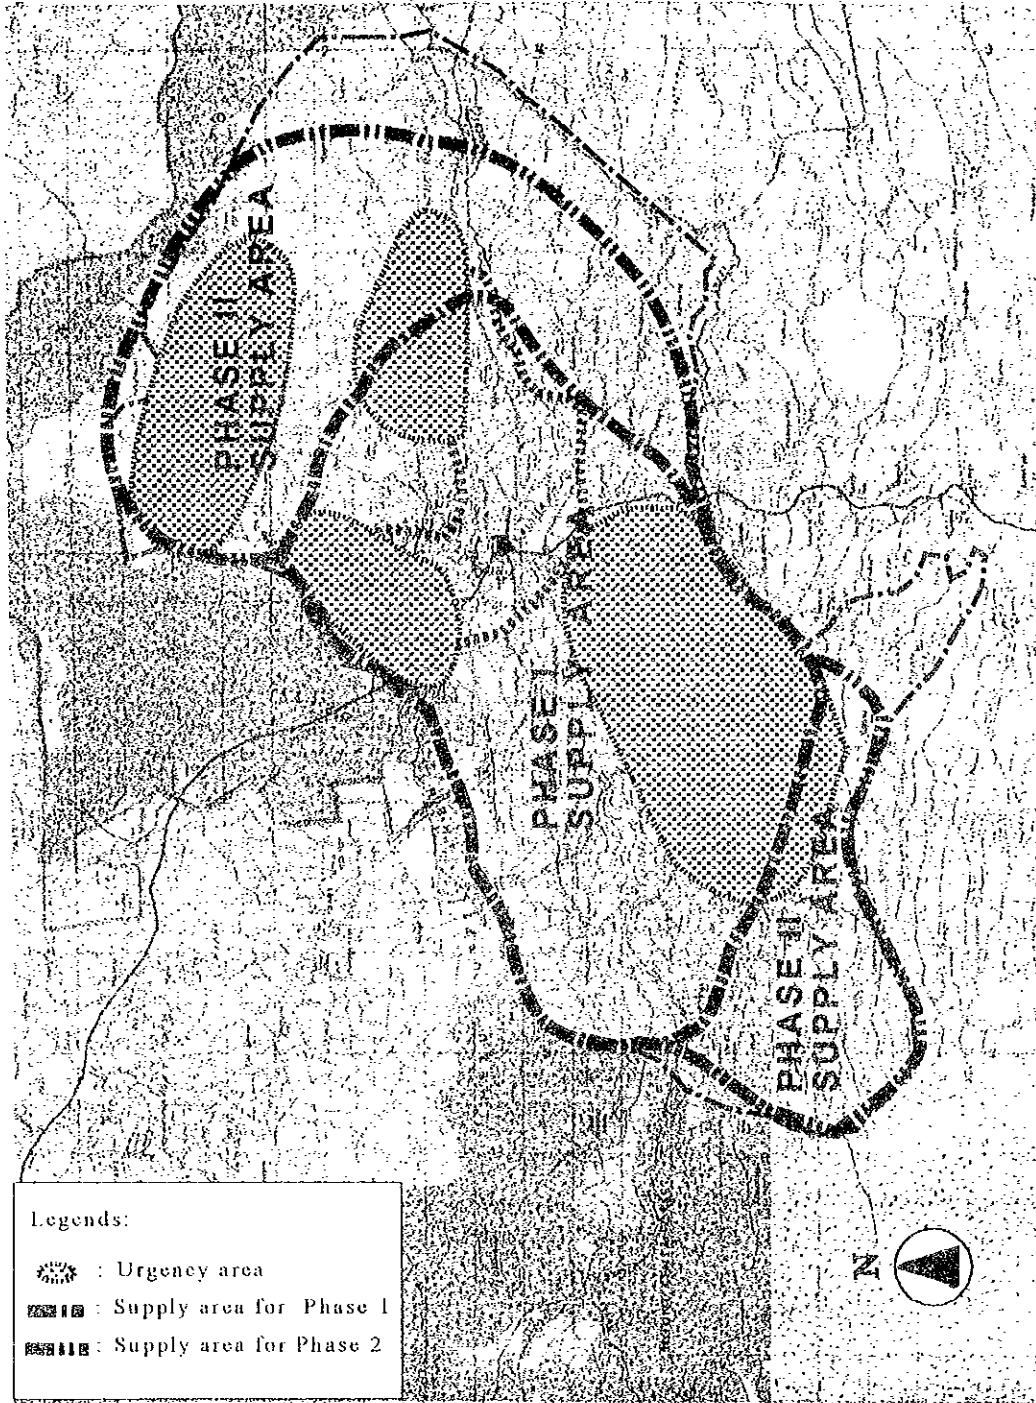 PHASE II
SUPPLY AREA
PHASE I
SUPPLY AREA
PHASE II
SUPPLY AREA
Legends:
: Urgency area
: Supply area for Phase 1
: Supply area for Phase 2
N